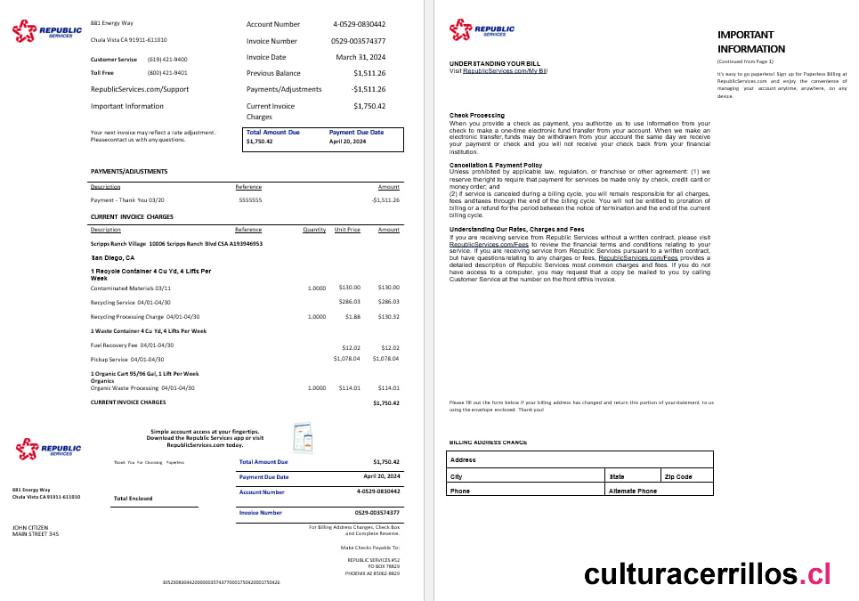 REPUBLIC
SERVICES
881 Energy Way
Chula Vista CA 91911-611010
Customer Service (619) 421-9400
Toll Free (800) 421-9401
RepublicServices.com/Support
Important Information
Account Number 4-0529-0830442
Invoice Number 0529-003574377
Invoice Date March 31, 2024
Previous Balance $1,511.26
Payments/Adjustments -$1,511.26
Current Invoice Charges $1,750.42
Your next invoice may reflect a rate adjustment.
Pleasecontact us with any questions.
Total Amount Due Payment Due Date
$1,750.42 April 20, 2024
PAYMENTS/ADJUSTMENTS
Description Reference Amount
Payment - Thank You 03/20 5555555 -$1,511.26
CURRENT INVOICE CHARGES
Description Reference Quantity Unit Price Amount
Scripps Ranch Village 10006 Scripps Ranch Blvd CSA A193946953
San Diego, CA
1 Recycle Container 4 Cu Yd, 4 Lifts Per
Week
Contaminated Materials 03/11 1.0000 $130.00 $130.00
Recycling Service 04/01-04/30 $286.03 $286.03
Recycling Processing Charge 04/01-04/30 1.0000 $1.88 $130.32
1 Waste Container 4 Cu Yd, 4 Lifts Per Week
Fuel Recovery Fee 04/01-04/30 $12.02 $12.02
Pickup Service 04/01-04/30 $1,078.04 $1,078.04
1 Organic Cart 95/96 Gal, 1 Lift Per Week
Organics
Organic Waste Processing 04/01-04/30 1.0000 $114.01 $114.01
CURRENT INVOICE CHARGES $1,750.42
Simple account access at your fingertips.
Download the Republic Services app or visit
RepublicServices.com today.
REPUBLIC
SERVICES
Thank You For Choosing Paperless
881 Energy Way
Chula Vista CA 91911-611010
Total Enclosed
Total Amount Due $1,750.42
Payment Due Date April 20, 2024
Account Number 4-0529-0830442
Invoice Number 0529-003574377
JOHN CITIZEN
MAIN STREET 345
For Billing Address Changes, Check Box
and Complete Reverse.
Make Checks Payable To:
REPUBLIC SERVICES #52
PO BOX 78829
PHOENIX AZ 85062-8829
REPUBLIC
SERVICES
IMPORTANT
INFORMATION
(Continued from Page 1)
It's easy to go paperless! Sign up for Paperless Billing at
RepublicServices.com and enjoy the convenience of
managing your account anytime, anywhere, on any
device.
UNDERSTANDING YOUR BILL
Visit RepublicServices.com/My Bill
Check Processing
When you provide a check as payment, you authorize us to use information from your
check to make a one-time electronic fund transfer from your account. When we make an
electronic transfer, funds may be withdrawn from your account the same day we receive
your payment or check and you will not receive your check back from your financial
institution.
Cancellation & Payment Policy
Unless prohibited by applicable law, regulation, or franchise or other agreement: (1) we
reserve theright to require that payment for services be made only by check, credit card or
money order; and
(2) if service is canceled during a billing cycle, you will remain responsible for all charges,
fees andtaxes through the end of the billing cycle. You will not be entitled to proration of
billing or a refund for the period between the notice of termination and the end of the current
billing cycle.
Understanding Our Rates, Charges and Fees
If you are receiving service from Republic Services without a written contract, please visit
RepublicServices.com/Fees to review the financial terms and conditions relating to your
service. If you are receiving service from Republic Services pursuant to a written contract,
but have questions relating to any charges or fees, RepublicServices.com/Fees provides a
detailed description of Republic Services most common charges and fees. If you do not
have access to a computer, you may request that a copy be mailed to you by calling
Customer Service at the number on the front ofthis invoice.
Please fill out the form below if your billing address has changed and return this portion of your statement to us
using the envelope enclosed. Thank you!
BILLING ADDRESS CHANGE
Address
City State Zip Code
Phone Alternate Phone
culturacerrillos.cl